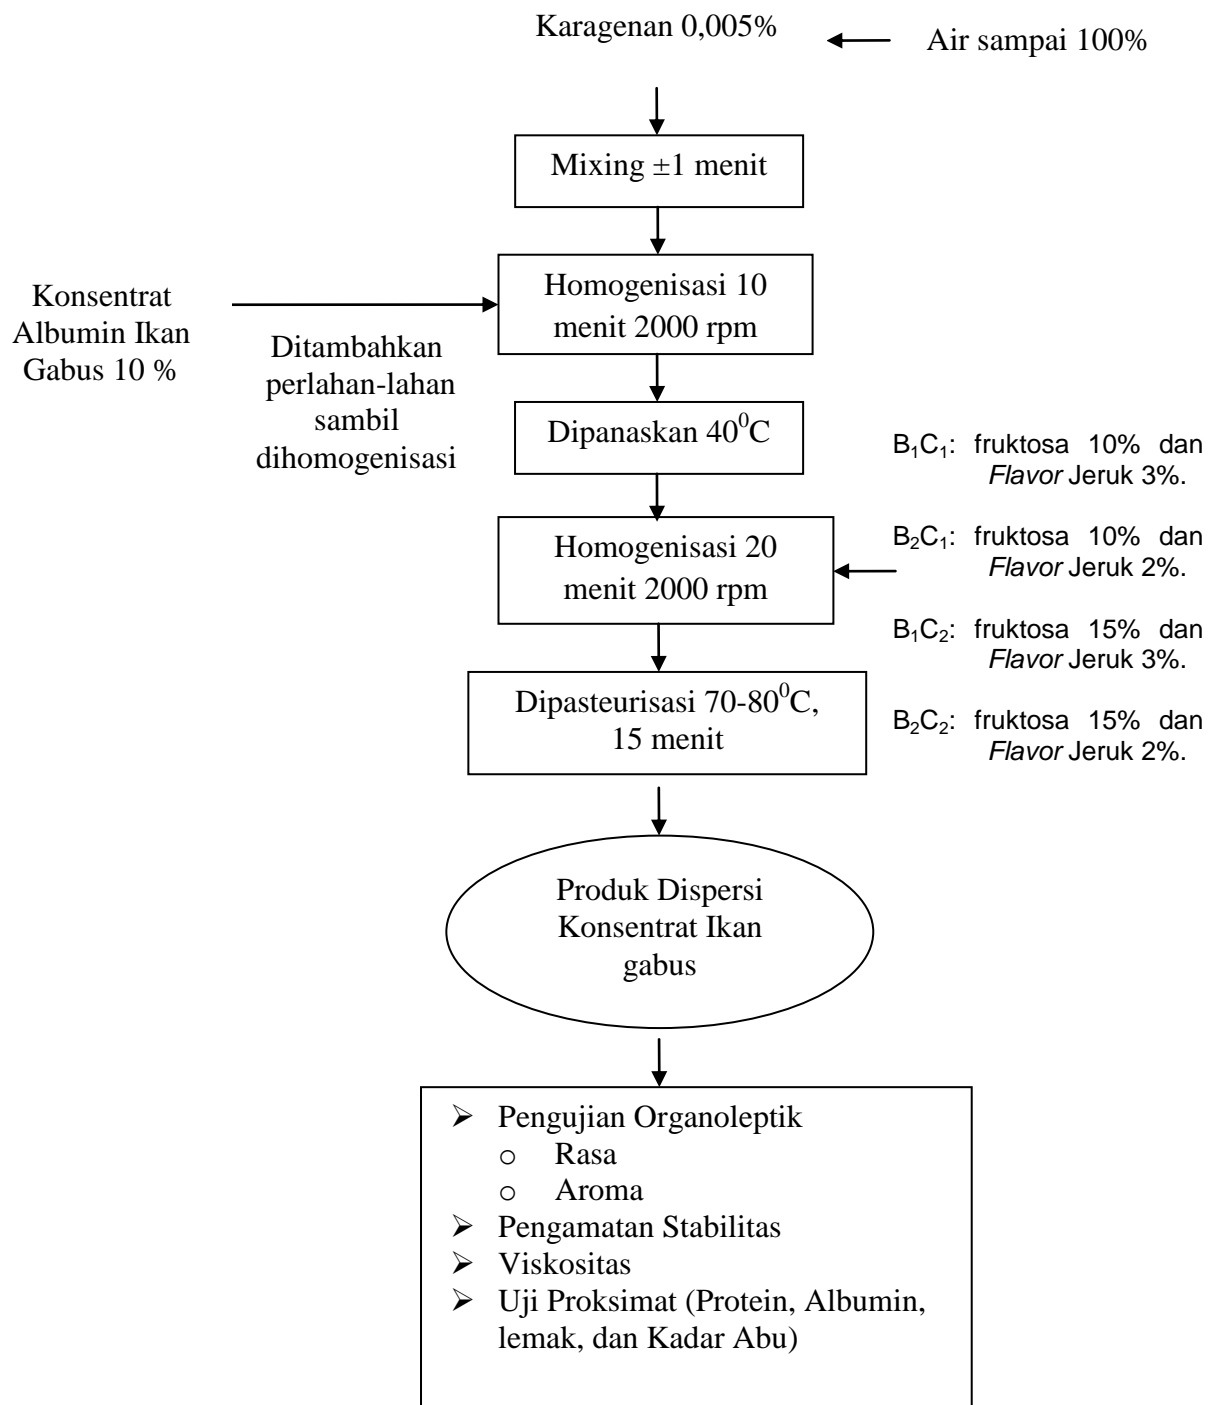 Karagenan 0,005%
Air sampai 100%
Mixing ±1 menit
Homogenisasi 10
menit 2000 rpm
Konsentrat
Albumin Ikan
Gabus 10 %
Ditambahkan
perlahan-lahan
sambil
dihomogenisasi
Dipanaskan 40⁰C
Homogenisasi 20
menit 2000 rpm
B₁C₁: fruktosa 10% dan
Flavor Jeruk 3%.
B₂C₁: fruktosa 10% dan
Flavor Jeruk 2%.
B₁C₂: fruktosa 15% dan
Flavor Jeruk 3%.
B₂C₂: fruktosa 15% dan
Flavor Jeruk 2%.
Dipasteurisasi 70-80⁰C,
15 menit
Produk Dispersi
Konsentrat Ikan
gabus
➢ Pengujian Organoleptik
o Rasa
o Aroma
➢ Pengamatan Stabilitas
➢ Viskositas
➢ Uji Proksimat (Protein, Albumin,
lemak, dan Kadar Abu)